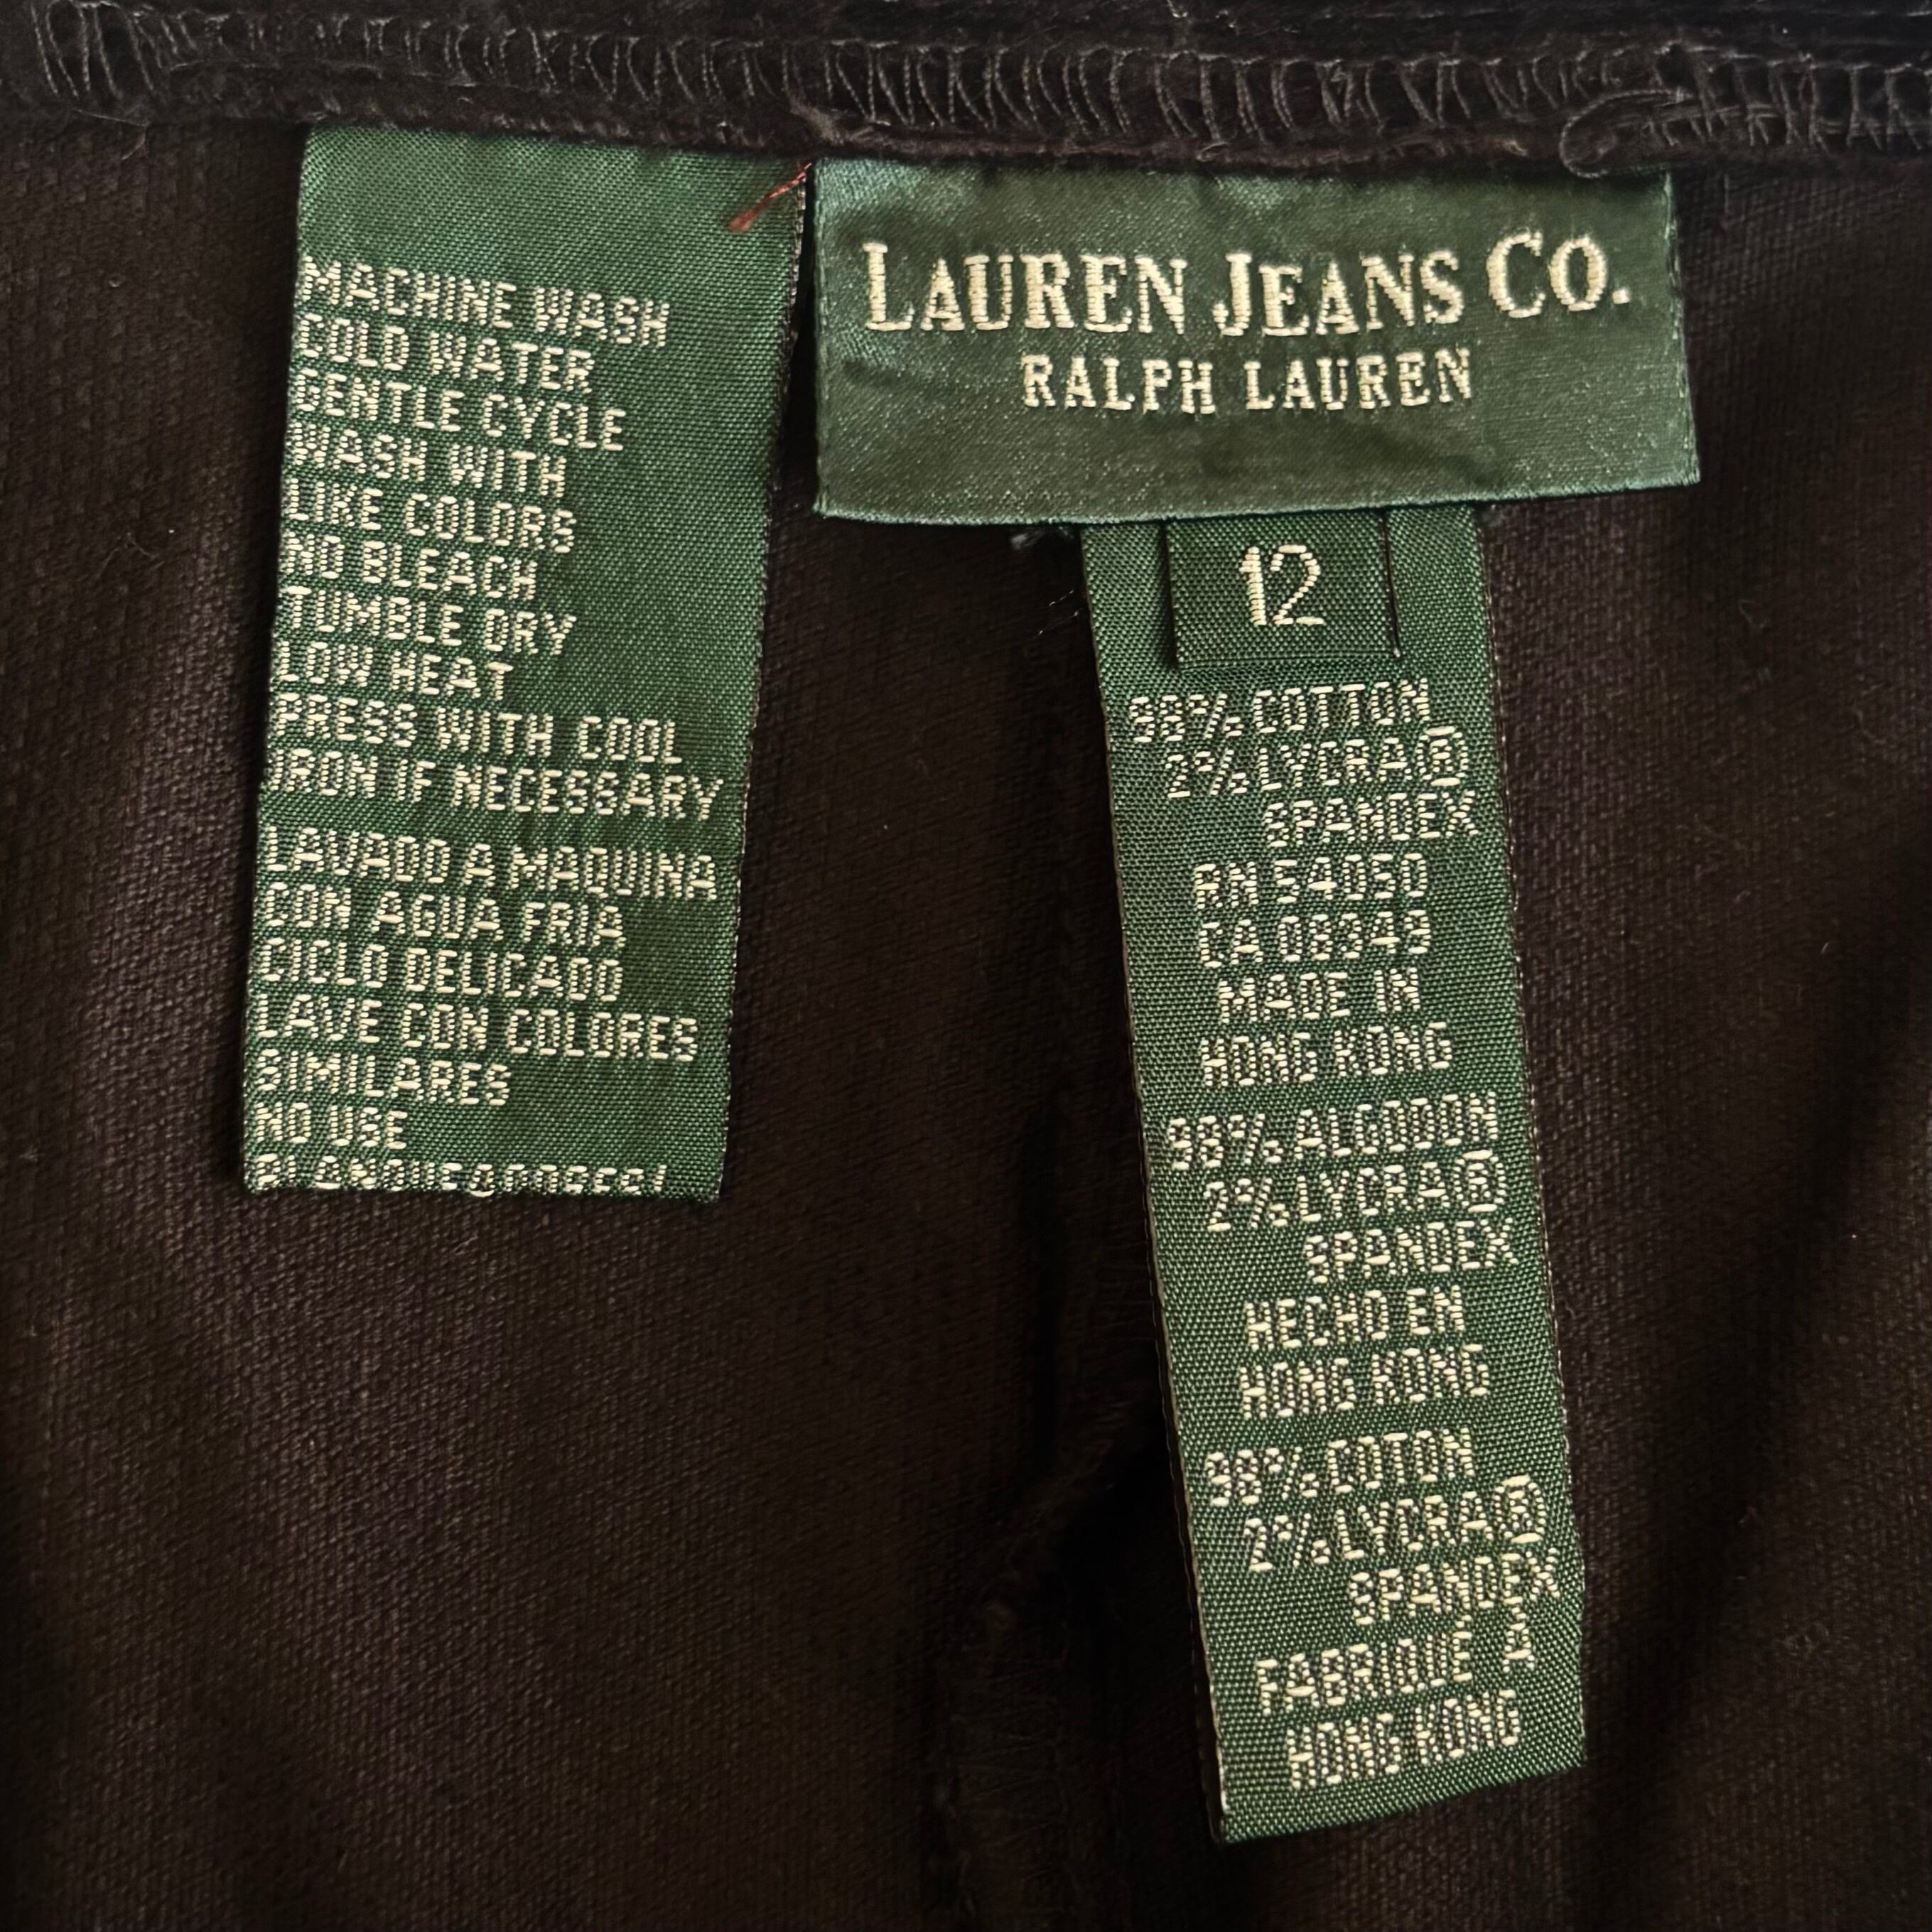 MACHINE WASH
COLD WATER
GENTLE CYCLE
WASH WITH
LIKE COLORS
NO BLEACH
TUMBLE DRY
LOW HEAT
PRESS WITH COOL
IRON IF NECESSARY
LAVADO A MAQUINA
CON AGUA FRIA
CICLO DELICADO
LAVE CON COLORES
SIMILARES
NO USE
LAUREN JEANS CO.
RALPH LAUREN
12
98% COTTON
2% LYCRA®
SPANDEX
RN 54050
CA 08349
MADE IN
HONG KONG
98% ALGODON
2% LYCRA®
SPANDEX
HECHO EN
HONG KONG
98% COTON
2% LYCRA®
SPANDEX
FABRIQUÉ À
HONG KONG